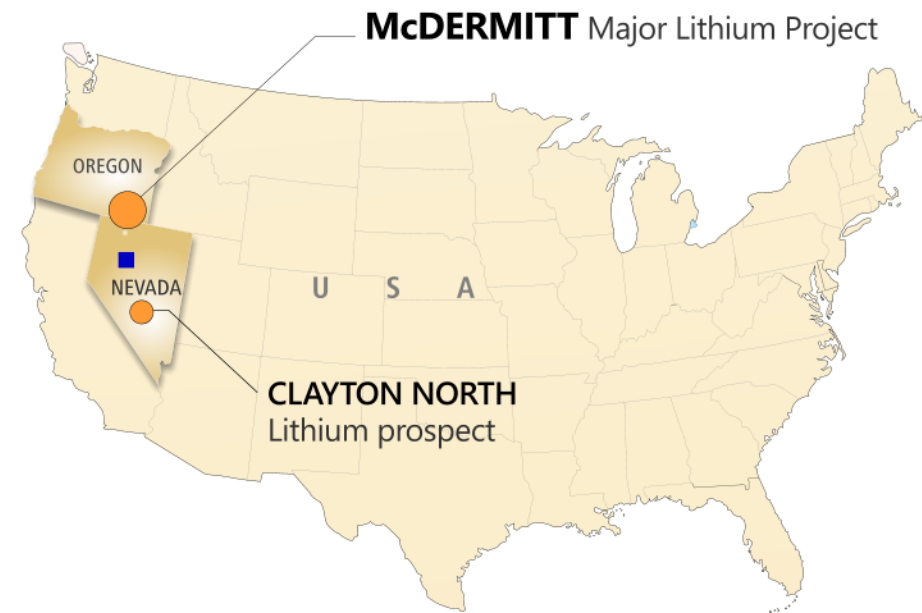 McDERMITT Major Lithium Project
OREGON
NEVADA
U S A
CLAYTON NORTH
Lithium prospect